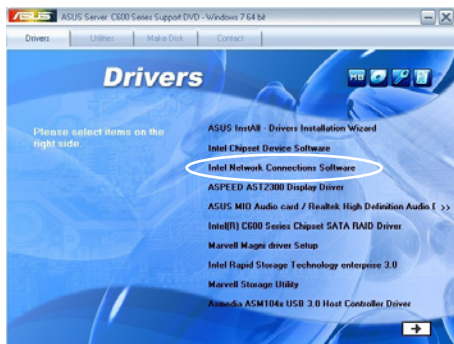 ASUS ASUS Server C600 Series Support DVD - Windows 7 64 bit
Drivers Utilities Make Disk Contact
Drivers
Please select items on the
right side.
ASUS InstAll - Drivers Installation Wizard
Intel Chipset Device Software
Intel Network Connections Software
ASPEED AST2300 Display Driver
ASUS MIO Audio card / Realtek High Definition Audio D >>
Intel(R) C600 Series Chipset SATA RAID Driver
Marvell Magni driver Setup
Intel Rapid Storage Technology enterprise 3.0
Marvell Storage Utility
Asmedia ASM104x USB 3.0 Host Controller Driver